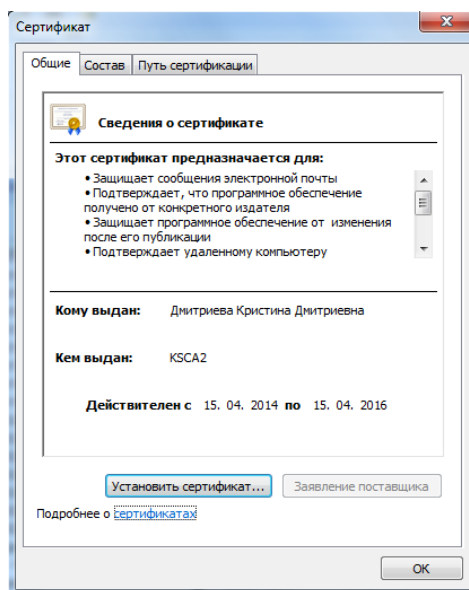 Сертификат
Общие Состав Путь сертификации
Сведения о сертификате
Этот сертификат предназначается для:
• Защищает сообщения электронной почты
• Подтверждает, что программное обеспечение
получено от конкретного издателя
• Защищает программное обеспечение от изменения
после его публикации
• Подтверждает удаленному компьютеру
Кому выдан: Дмитриева Кристина Дмитриевна
Кем выдан: KSCA2
Действителен с 15. 04. 2014 по 15. 04. 2016
Установить сертификат... Заявление поставщика
Подробнее о сертификатах
ОК